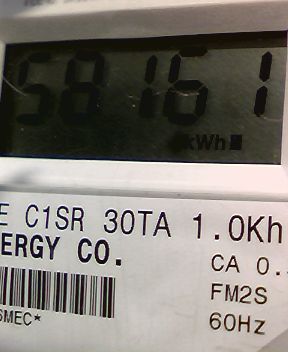 58161
kWh
E C1SR 30TA 1.0Kh
ERGY CO.
CA 0.
FM2S
60Hz
SMEC*